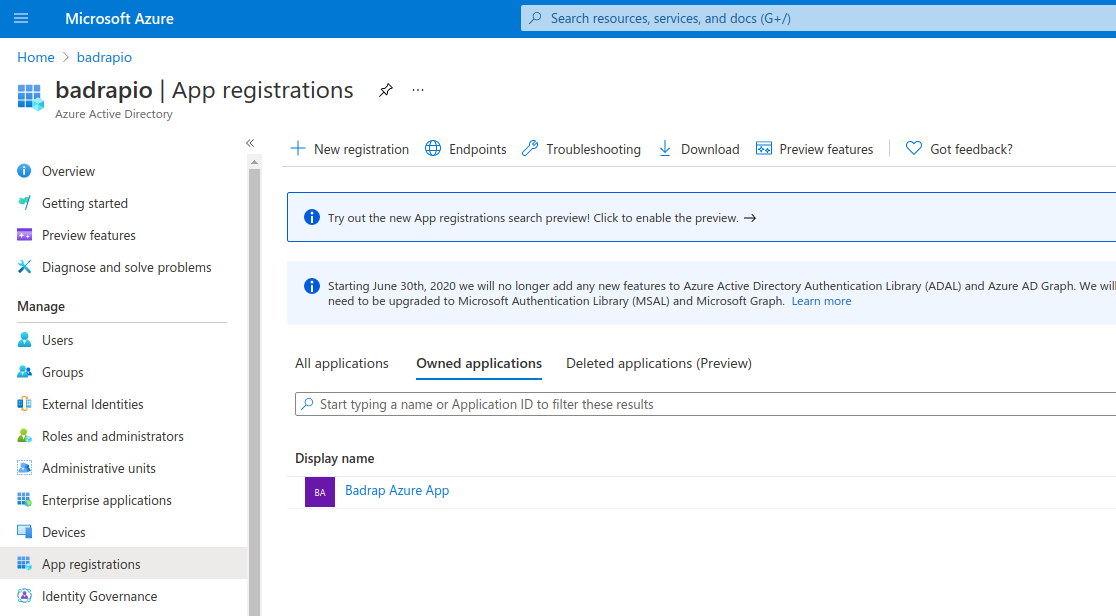 Microsoft Azure
Search resources, services, and docs (G+/)
Home > badrapio
badrapio | App registrations
Azure Active Directory
New registration
Endpoints
Troubleshooting
Download
Preview features
Got feedback?
Overview
Getting started
Preview features
Diagnose and solve problems
Manage
Users
Groups
External Identities
Roles and administrators
Administrative units
Enterprise applications
Devices
App registrations
Identity Governance
Try out the new App registrations search preview! Click to enable the preview. →
Starting June 30th, 2020 we will no longer add any new features to Azure Active Directory Authentication Library (ADAL) and Azure AD Graph. We will
need to be upgraded to Microsoft Authentication Library (MSAL) and Microsoft Graph. Learn more
All applications
Owned applications
Deleted applications (Preview)
Start typing a name or Application ID to filter these results
Display name
BA
Badrap Azure App